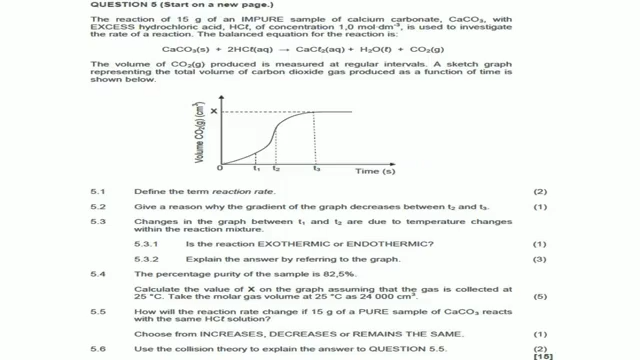 QUESTION 5 (Start on a new page.)
The reaction of 15 g of an IMPURE sample of calcium carbonate, CaCO₃, with
EXCESS hydrochloric acid, HCℓ, of concentration 1,0 mol·dm⁻³, is used to investigate
the rate of a reaction. The balanced equation for the reaction is:
CaCO₃(s) + 2HCℓ(aq) → CaCℓ₂(aq) + H₂O(ℓ) + CO₂(g)
The volume of CO₂(g) produced is measured at regular intervals. A sketch graph
representing the total volume of carbon dioxide gas produced as a function of time is
shown below.
Volume CO₂(g) (cm³)
X
0 t₁ t₂ t₃ Time (s)
5.1 Define the term reaction rate. (2)
5.2 Give a reason why the gradient of the graph decreases between t₂ and t₃. (1)
5.3 Changes in the graph between t₁ and t₂ are due to temperature changes
within the reaction mixture.
5.3.1 Is the reaction EXOTHERMIC or ENDOTHERMIC? (1)
5.3.2 Explain the answer by referring to the graph. (3)
5.4 The percentage purity of the sample is 82,5%.
Calculate the value of X on the graph assuming that the gas is collected at
25 °C. Take the molar gas volume at 25 °C as 24 000 cm³. (5)
5.5 How will the reaction rate change if 15 g of a PURE sample of CaCO₃ reacts
with the same HCℓ solution?
Choose from INCREASES, DECREASES or REMAINS THE SAME. (1)
5.6 Use the collision theory to explain the answer to QUESTION 5.5. (2)
[15]